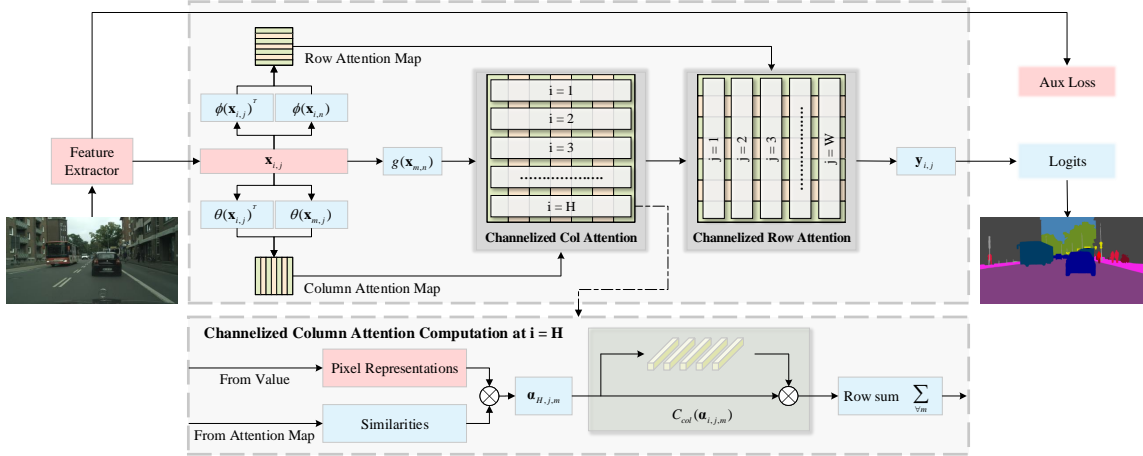 Row Attention Map
Aux Loss
ϕ(x_{i,j})^T
ϕ(x_{i,n})
i = 1
i = 2
i = 3
i = H
j = 1
j = 2
j = 3
j = W
Feature
Extractor
x_{i,j}
g(x_{m,n})
y_{i,j}
Logits
θ(x_{i,j})^T
θ(x_{m,j})
Channelized Col Attention
Channelized Row Attention
Column Attention Map
Channelized Column Attention Computation at i = H
From Value
Pixel Representations
α_{H,j,m}
Row sum ∑_{∀m}
C_{col}(α_{i,j,m})
From Attention Map
Similarities